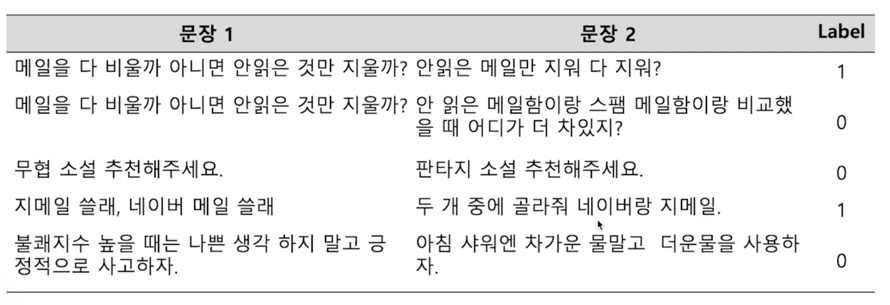 문장 1 문장 2 Label
메일을 다 비울까 아니면 안읽은 것만 지울까? 안읽은 메일만 지워 다 지워? 1
메일을 다 비울까 아니면 안읽은 것만 지울까? 안 읽은 메일함이랑 스팸 메일함이랑 비교했
을 때 어디가 더 차있지? 0
무협 소설 추천해주세요. 판타지 소설 추천해주세요. 0
지메일 쓸래, 네이버 메일 쓸래 두 개 중에 골라줘 네이버랑 지메일. 1
불쾌지수 높을 때는 나쁜 생각 하지 말고 긍 아침 샤워엔 차가운 물말고 더운물을 사용하
정적으로 사고하자. 자. 0